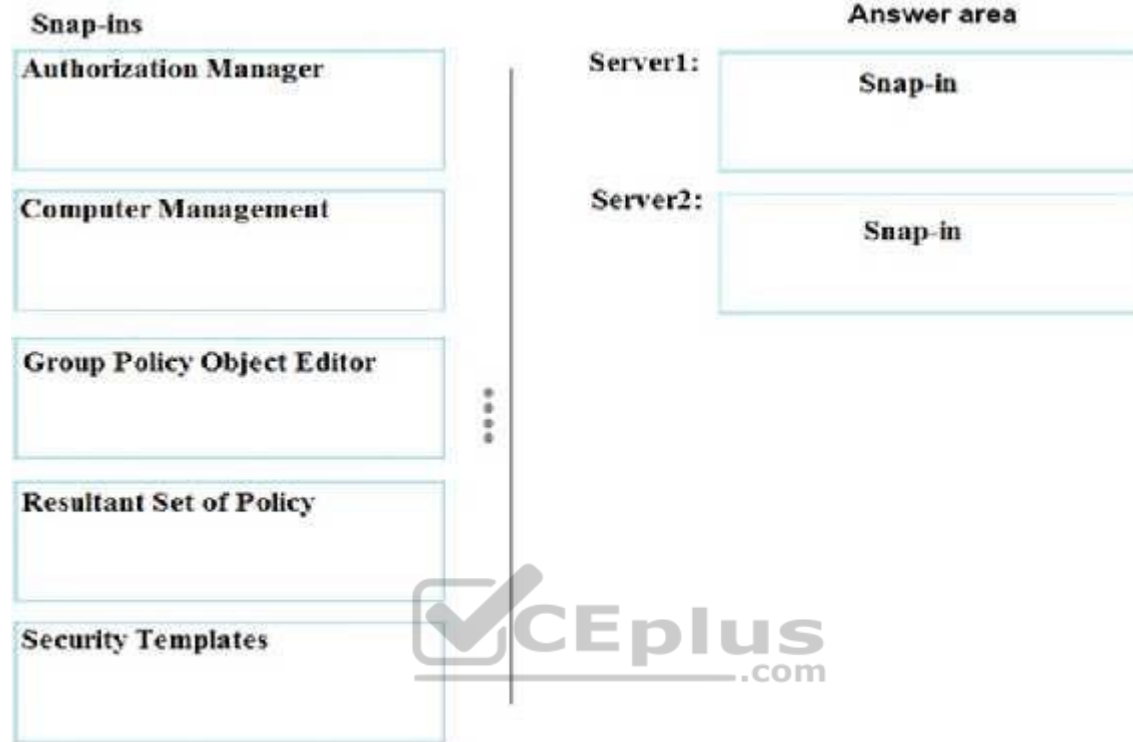 Snap-ins
Authorization Manager
Computer Management
Group Policy Object Editor
Resultant Set of Policy
Security Templates
Answer area
Server1:
Snap-in
Server2:
Snap-in
CEplus
.com